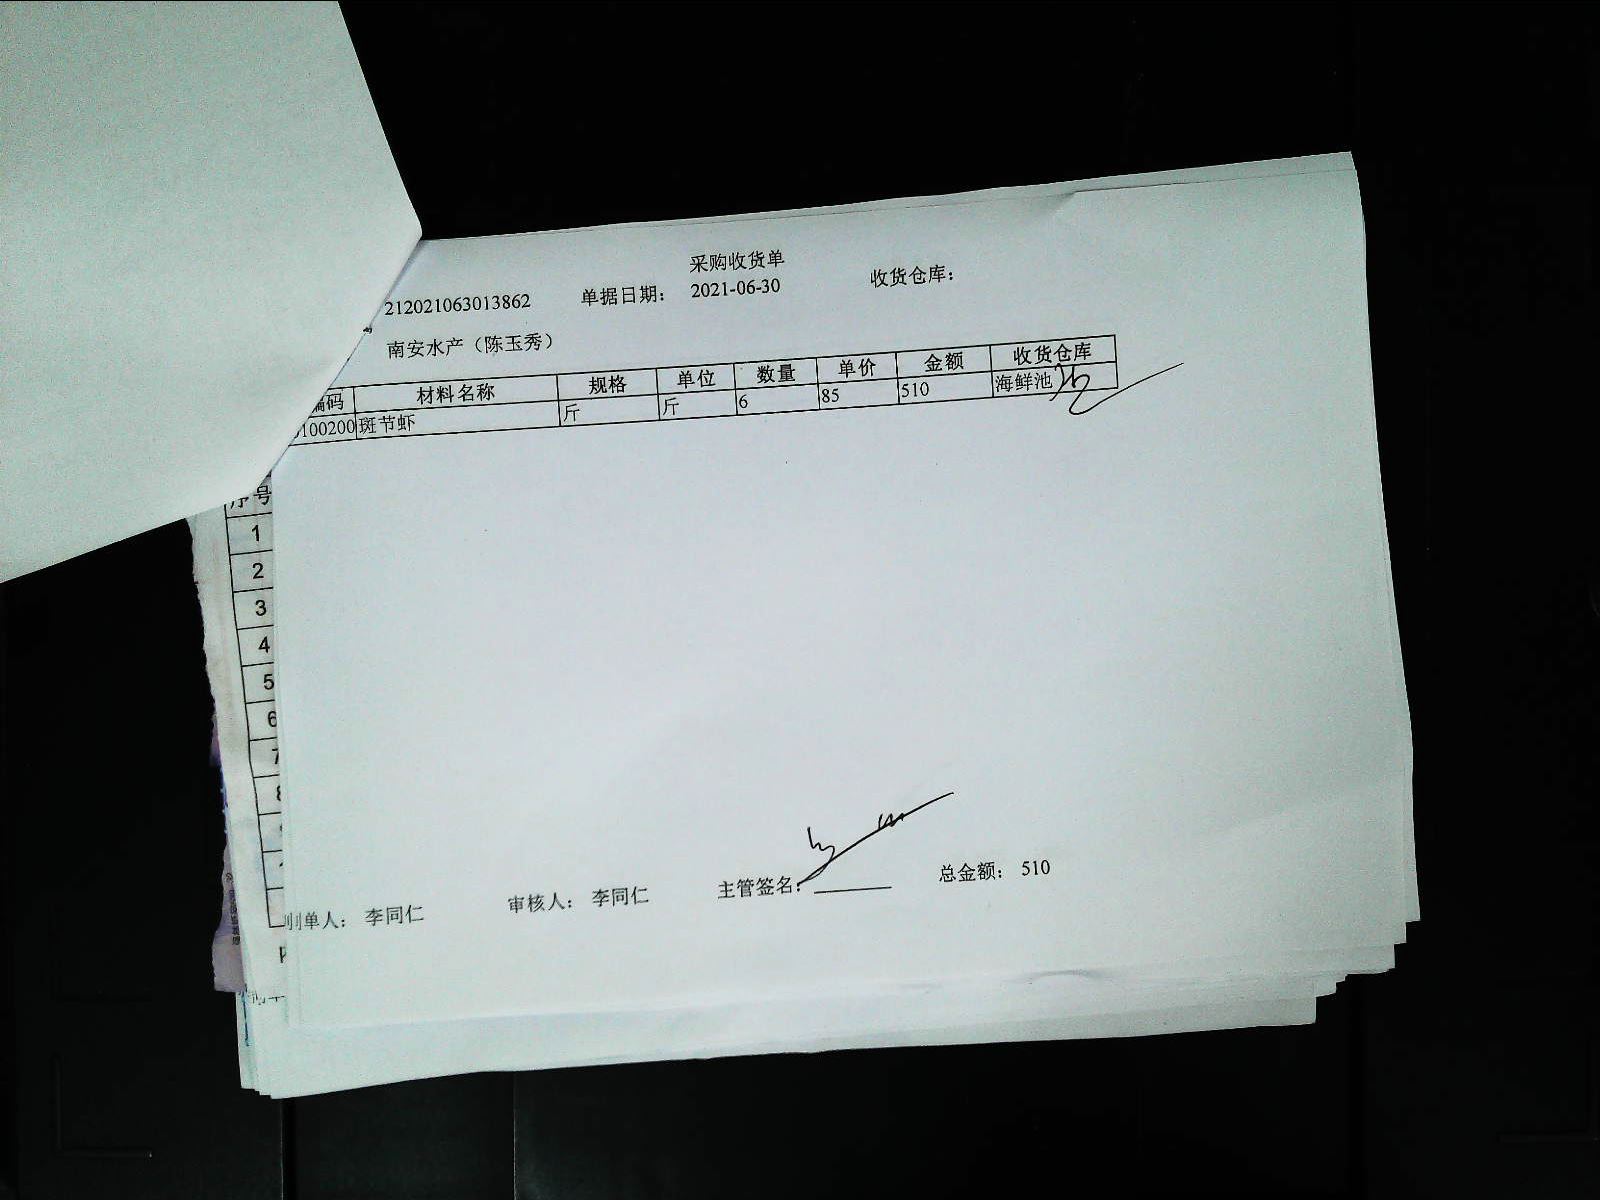 采购收货单
212021063013862 单据日期： 2021-06-30 收货仓库：
南安水产（陈玉秀）
编码 材料名称 规格 单位 数量 单价 金额 收货仓库
100200 斑节虾 斤 斤 6 85 510 海鲜池
序号
1
2
3
4
5
6
7
8
制单人： 李同仁 审核人： 李同仁 主管签名： 总金额： 510